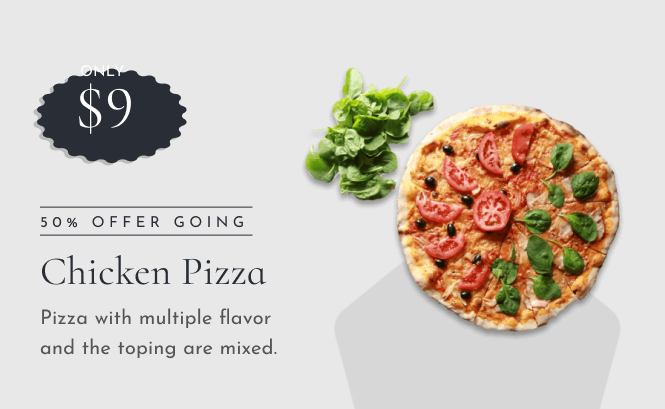 ONLY
$9
50% OFFER GOING
Chicken Pizza
Pizza with multiple flavor
and the toping are mixed.